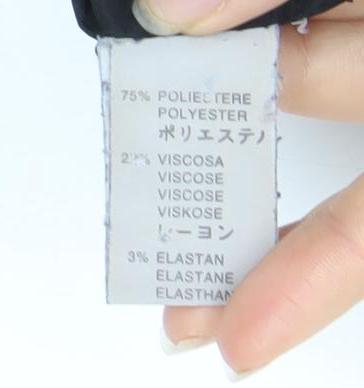 75% POLIESTERE
POLYESTER
ポリエステル
VISCOSA
VISCOSE
VISCOSE
VISKOSE
レーヨン
3% ELASTAN
ELASTANE
ELASTHAN